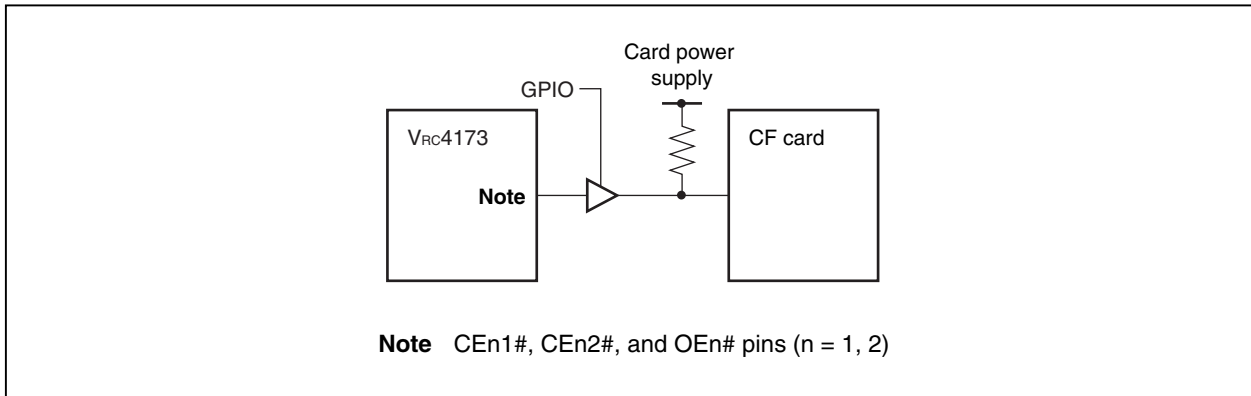 Card power
supply
GPIO
VRC4173
CF card
Note
Note CEn1#, CEn2#, and OEn# pins (n = 1, 2)